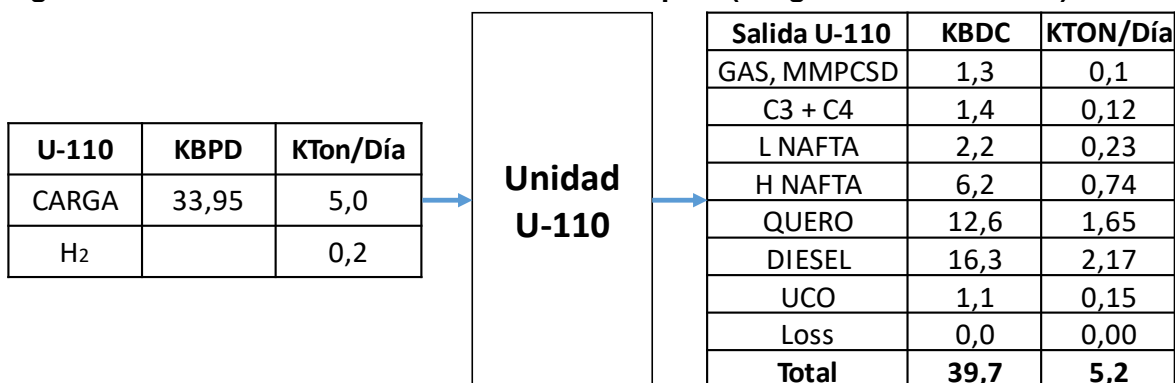 U-110 KBPD KTon/Día
CARGA 33,95 5,0
H2 0,2
Unidad
U-110
Salida U-110 KBDC KTON/Día
GAS, MMPCSD 1,3 0,1
C3 + C4 1,4 0,12
L NAFTA 2,2 0,23
H NAFTA 6,2 0,74
QUERO 12,6 1,65
DIESEL 16,3 2,17
UCO 1,1 0,15
Loss 0,0 0,00
Total 39,7 5,2